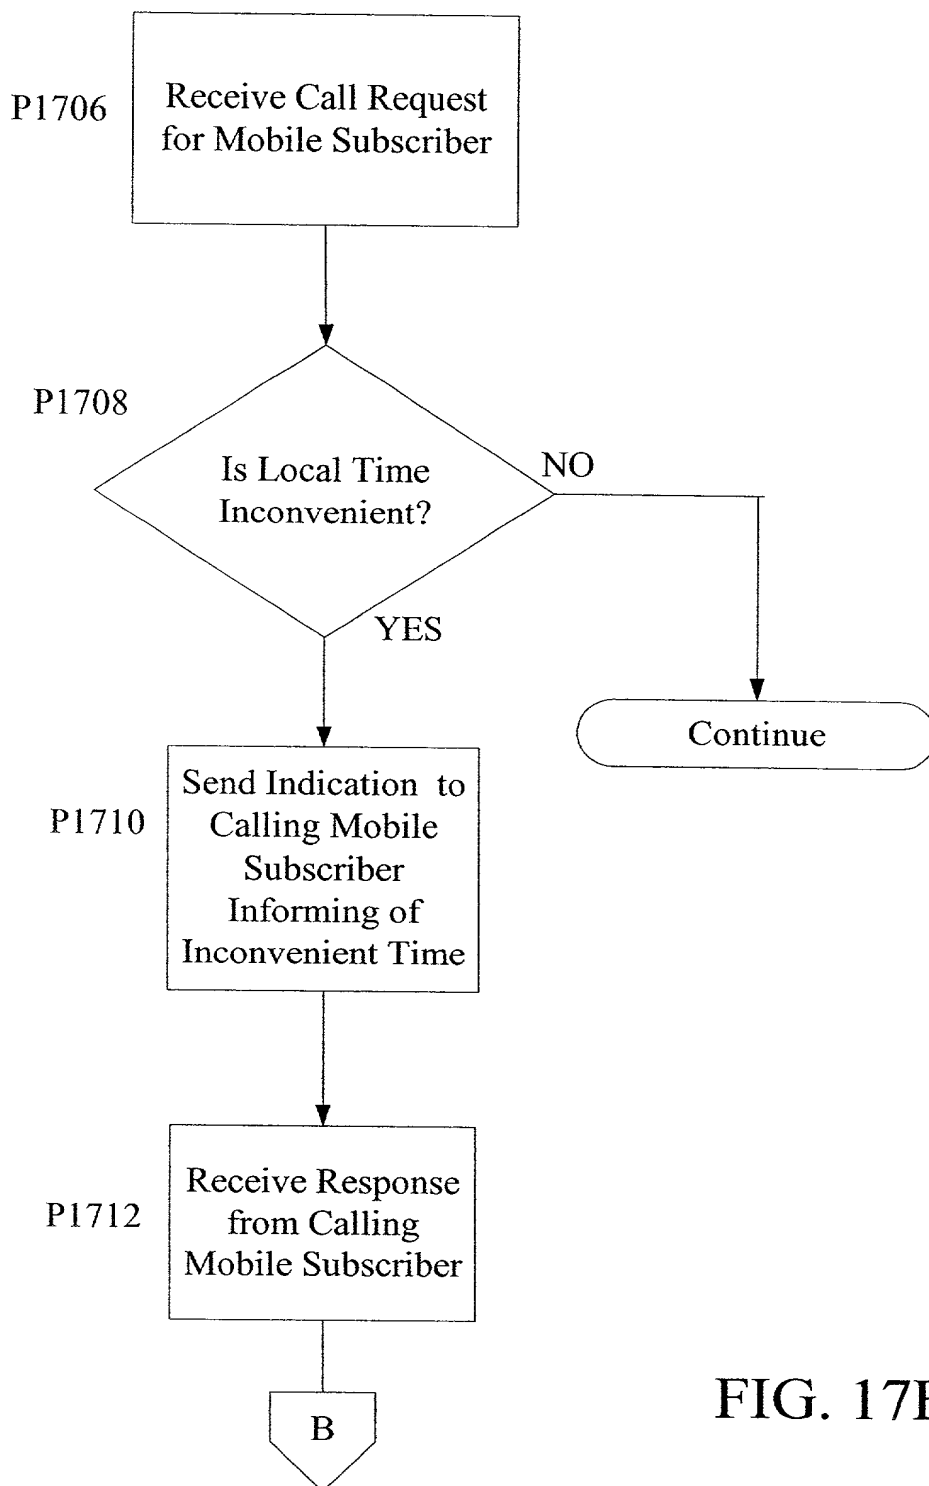 P1706
Receive Call Request
for Mobile Subscriber
P1708
Is Local Time
Inconvenient?
NO
YES
Continue
P1710
Send Indication to
Calling Mobile
Subscriber
Informing of
Inconvenient Time
P1712
Receive Response
from Calling
Mobile Subscriber
B
FIG.